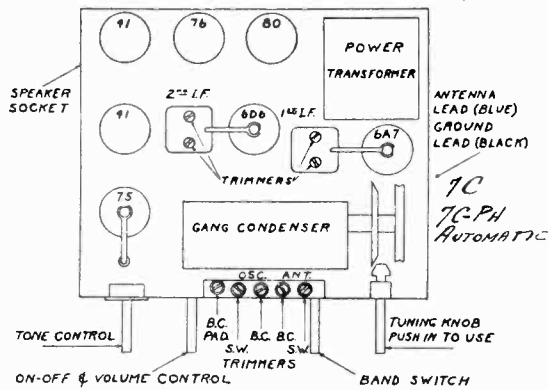 41
76
80
POWER
TRANSFORMER
SPEAKER
SOCKET
2ND I.F.
41
6D6
1ST I.F.
6A7
ANTENNA
LEAD (BLUE)
GROUND
LEAD (BLACK)
TRIMMERS
7C
7C-PH
AUTOMATIC
75
GANG CONDENSER
OSC. ANT.
B.C. B.C. B.C.
PAD. S.W. S.W.
TRIMMERS
TONE CONTROL
TUNING KNOB
PUSH IN TO USE
ON-OFF & VOLUME CONTROL
BAND SWITCH